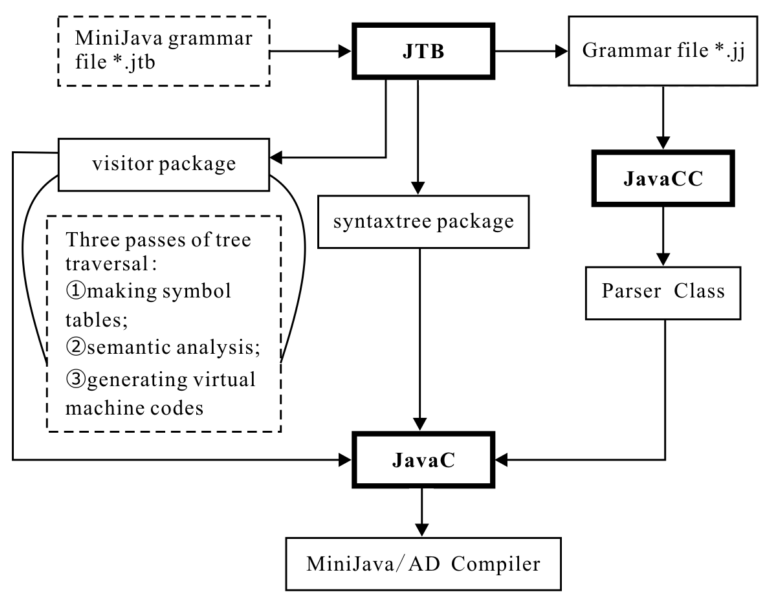 MiniJava grammar
file *.jtb
JTB
Grammar file *.jj
visitor package
JavaCC
syntaxtree package
Three passes of tree
traversal:
①making symbol
tables;
②semantic analysis;
③generating virtual
machine codes
Parser Class
JavaC
MiniJava/AD Compiler